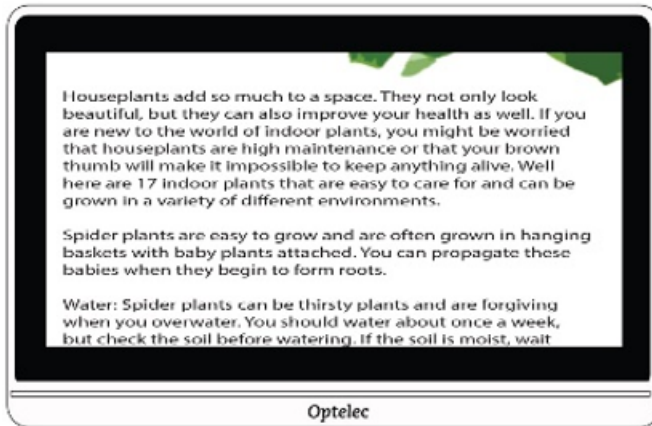 Houseplants add so much to a space. They not only look
beautiful, but they can also improve your health as well. If you
are new to the world of indoor plants, you might be worried
that houseplants are high maintenance or that your brown
thumb will make it impossible to keep anything alive. Well
here are 17 indoor plants that are easy to care for and can be
grown in a variety of different environments.
Spider plants are easy to grow and are often grown in hanging
baskets with baby plants attached. You can propagate these
babies when they begin to form roots.
Water: Spider plants can be thirsty plants and are forgiving
when you overwater. You should water about once a week,
but check the soil before watering. If the soil is moist, wait
Optelec